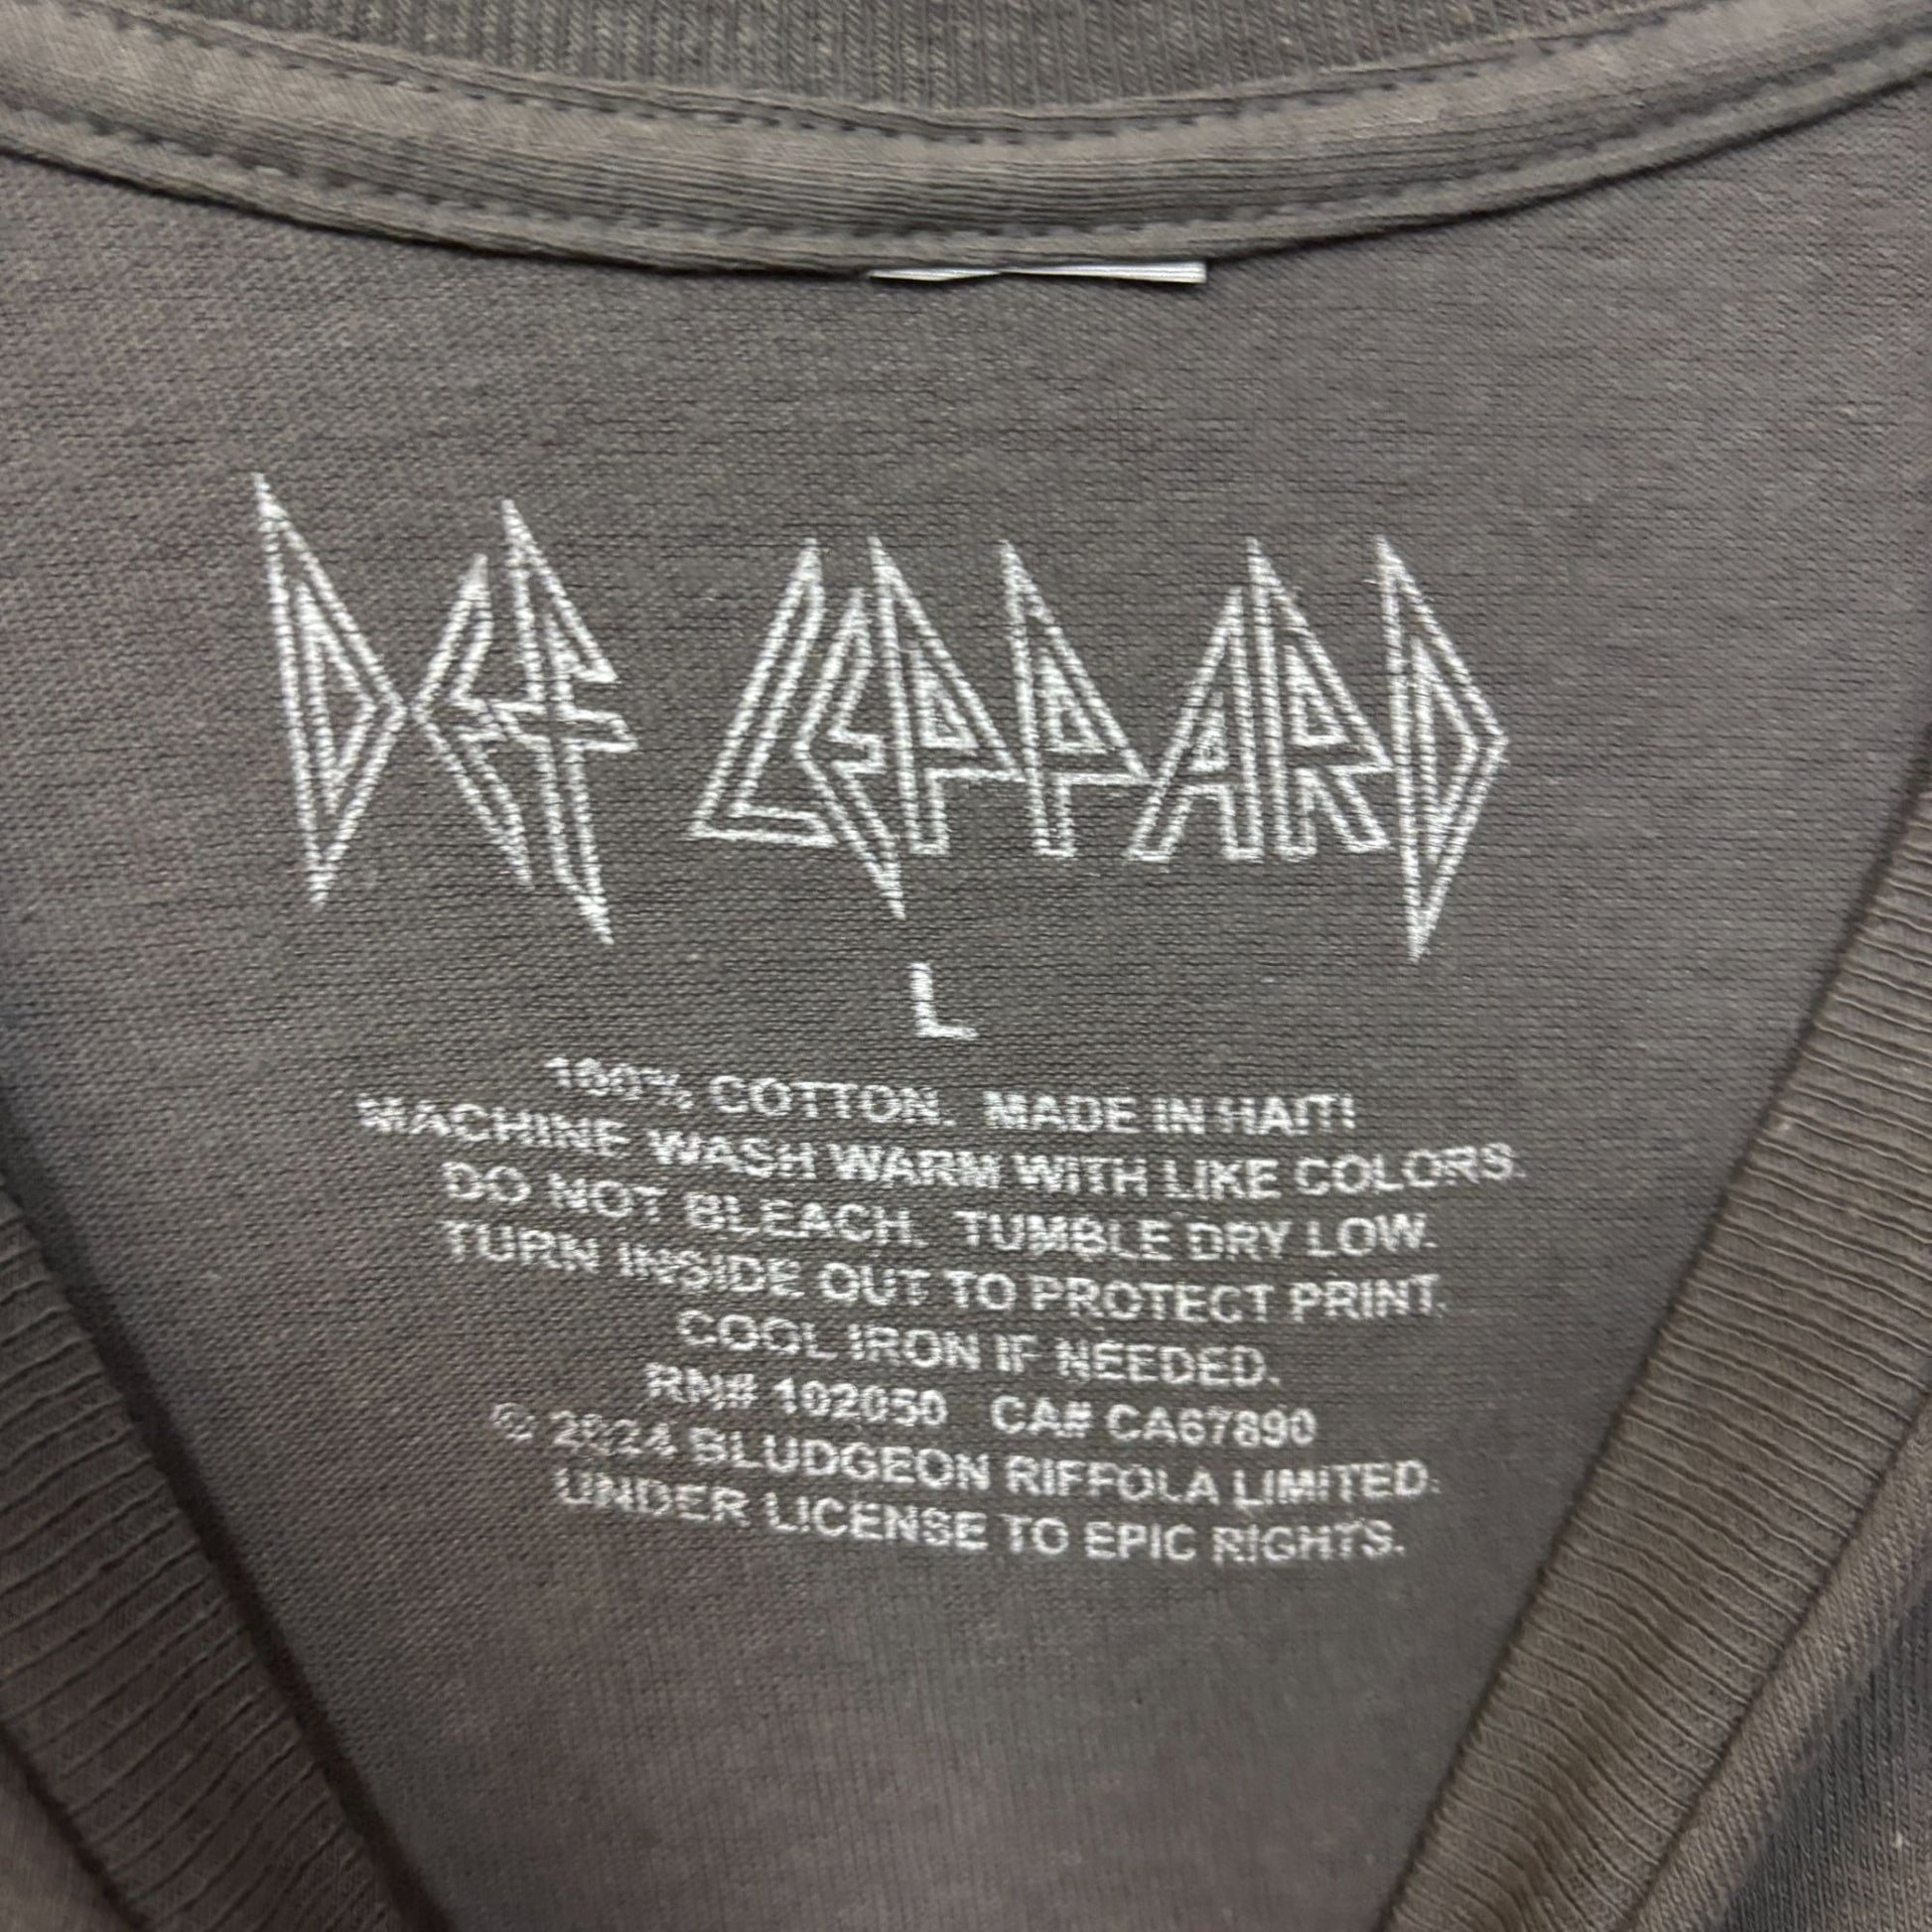 DEF LEPPARD
L
100% COTTON. MADE IN HAITI
MACHINE WASH WARM WITH LIKE COLORS.
DO NOT BLEACH. TUMBLE DRY LOW.
TURN INSIDE OUT TO PROTECT PRINT.
COOL IRON IF NEEDED.
RN# 102050 CA# CA67890
© 2024 BLUDGEON RIFFOLA LIMITED.
UNDER LICENSE TO EPIC RIGHTS.